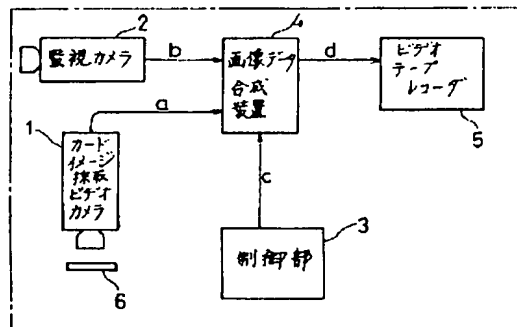 2
監視カメラ
b
画像データ
合成
装置
4
d
ビデオ
テープ
レコーダ
5
a
1
カード
イメージ
採取
ビデオ
カメラ
6
c
制御部
3